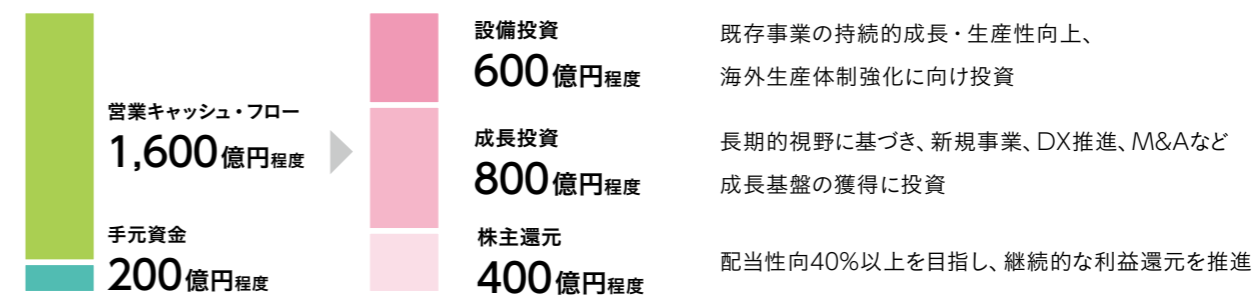 営業キャッシュ・フロー
1,600億円程度
手元資金
200億円程度
設備投資
600億円程度
既存事業の持続的成長・生産性向上、
海外生産体制強化に向け投資
成長投資
800億円程度
長期的視野に基づき、新規事業、DX推進、M&Aなど
成長基盤の獲得に投資
株主還元
400億円程度
配当性向40%以上を目指し、継続的な利益還元を推進